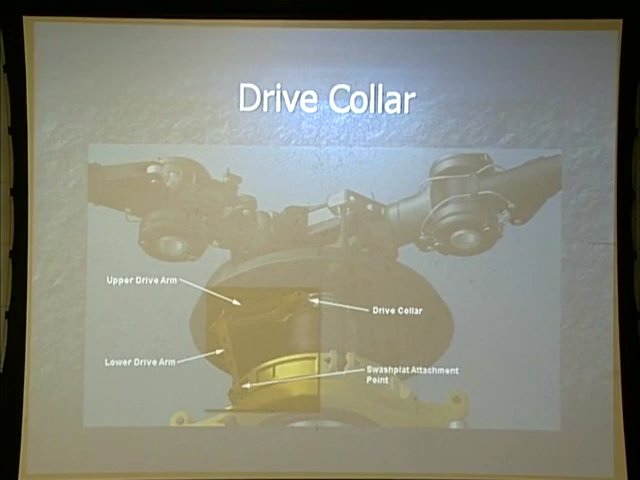 Drive Collar
Upper Drive Arm
Drive Collar
Lower Drive Arm
Swashplat Attachment
Point